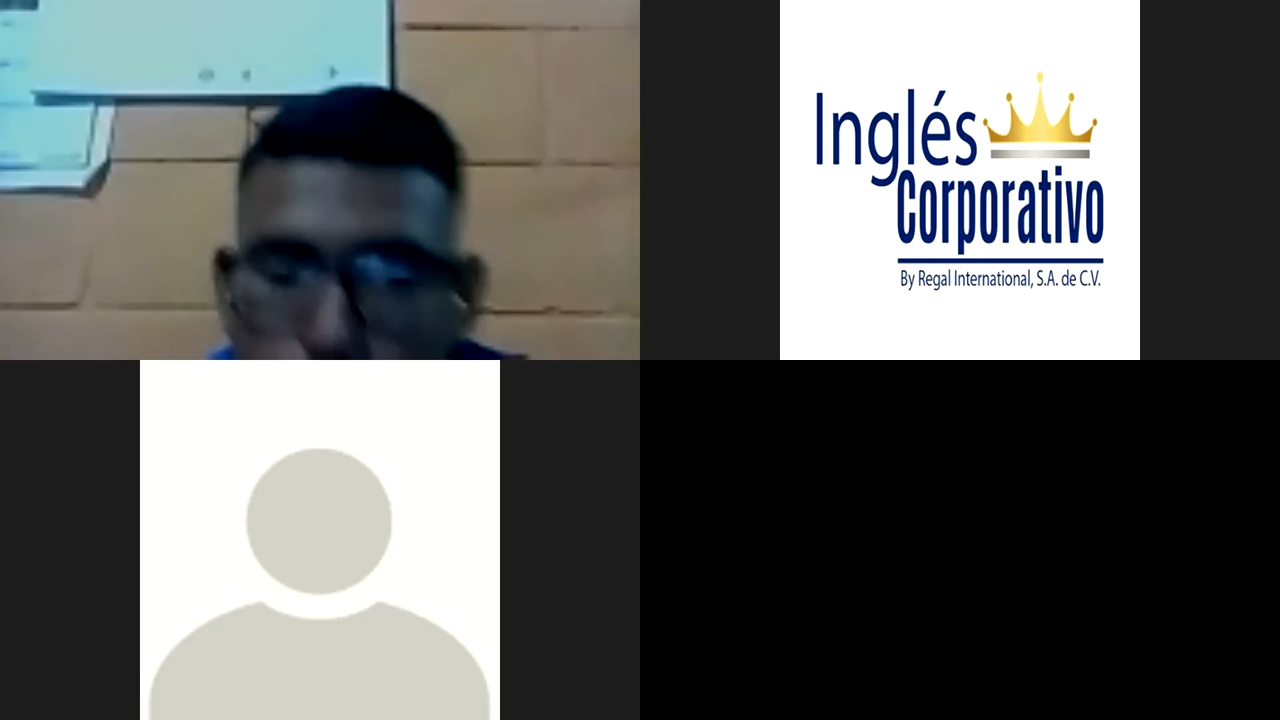 Inglés
Corporativo
By Regal International, S.A. de C.V.